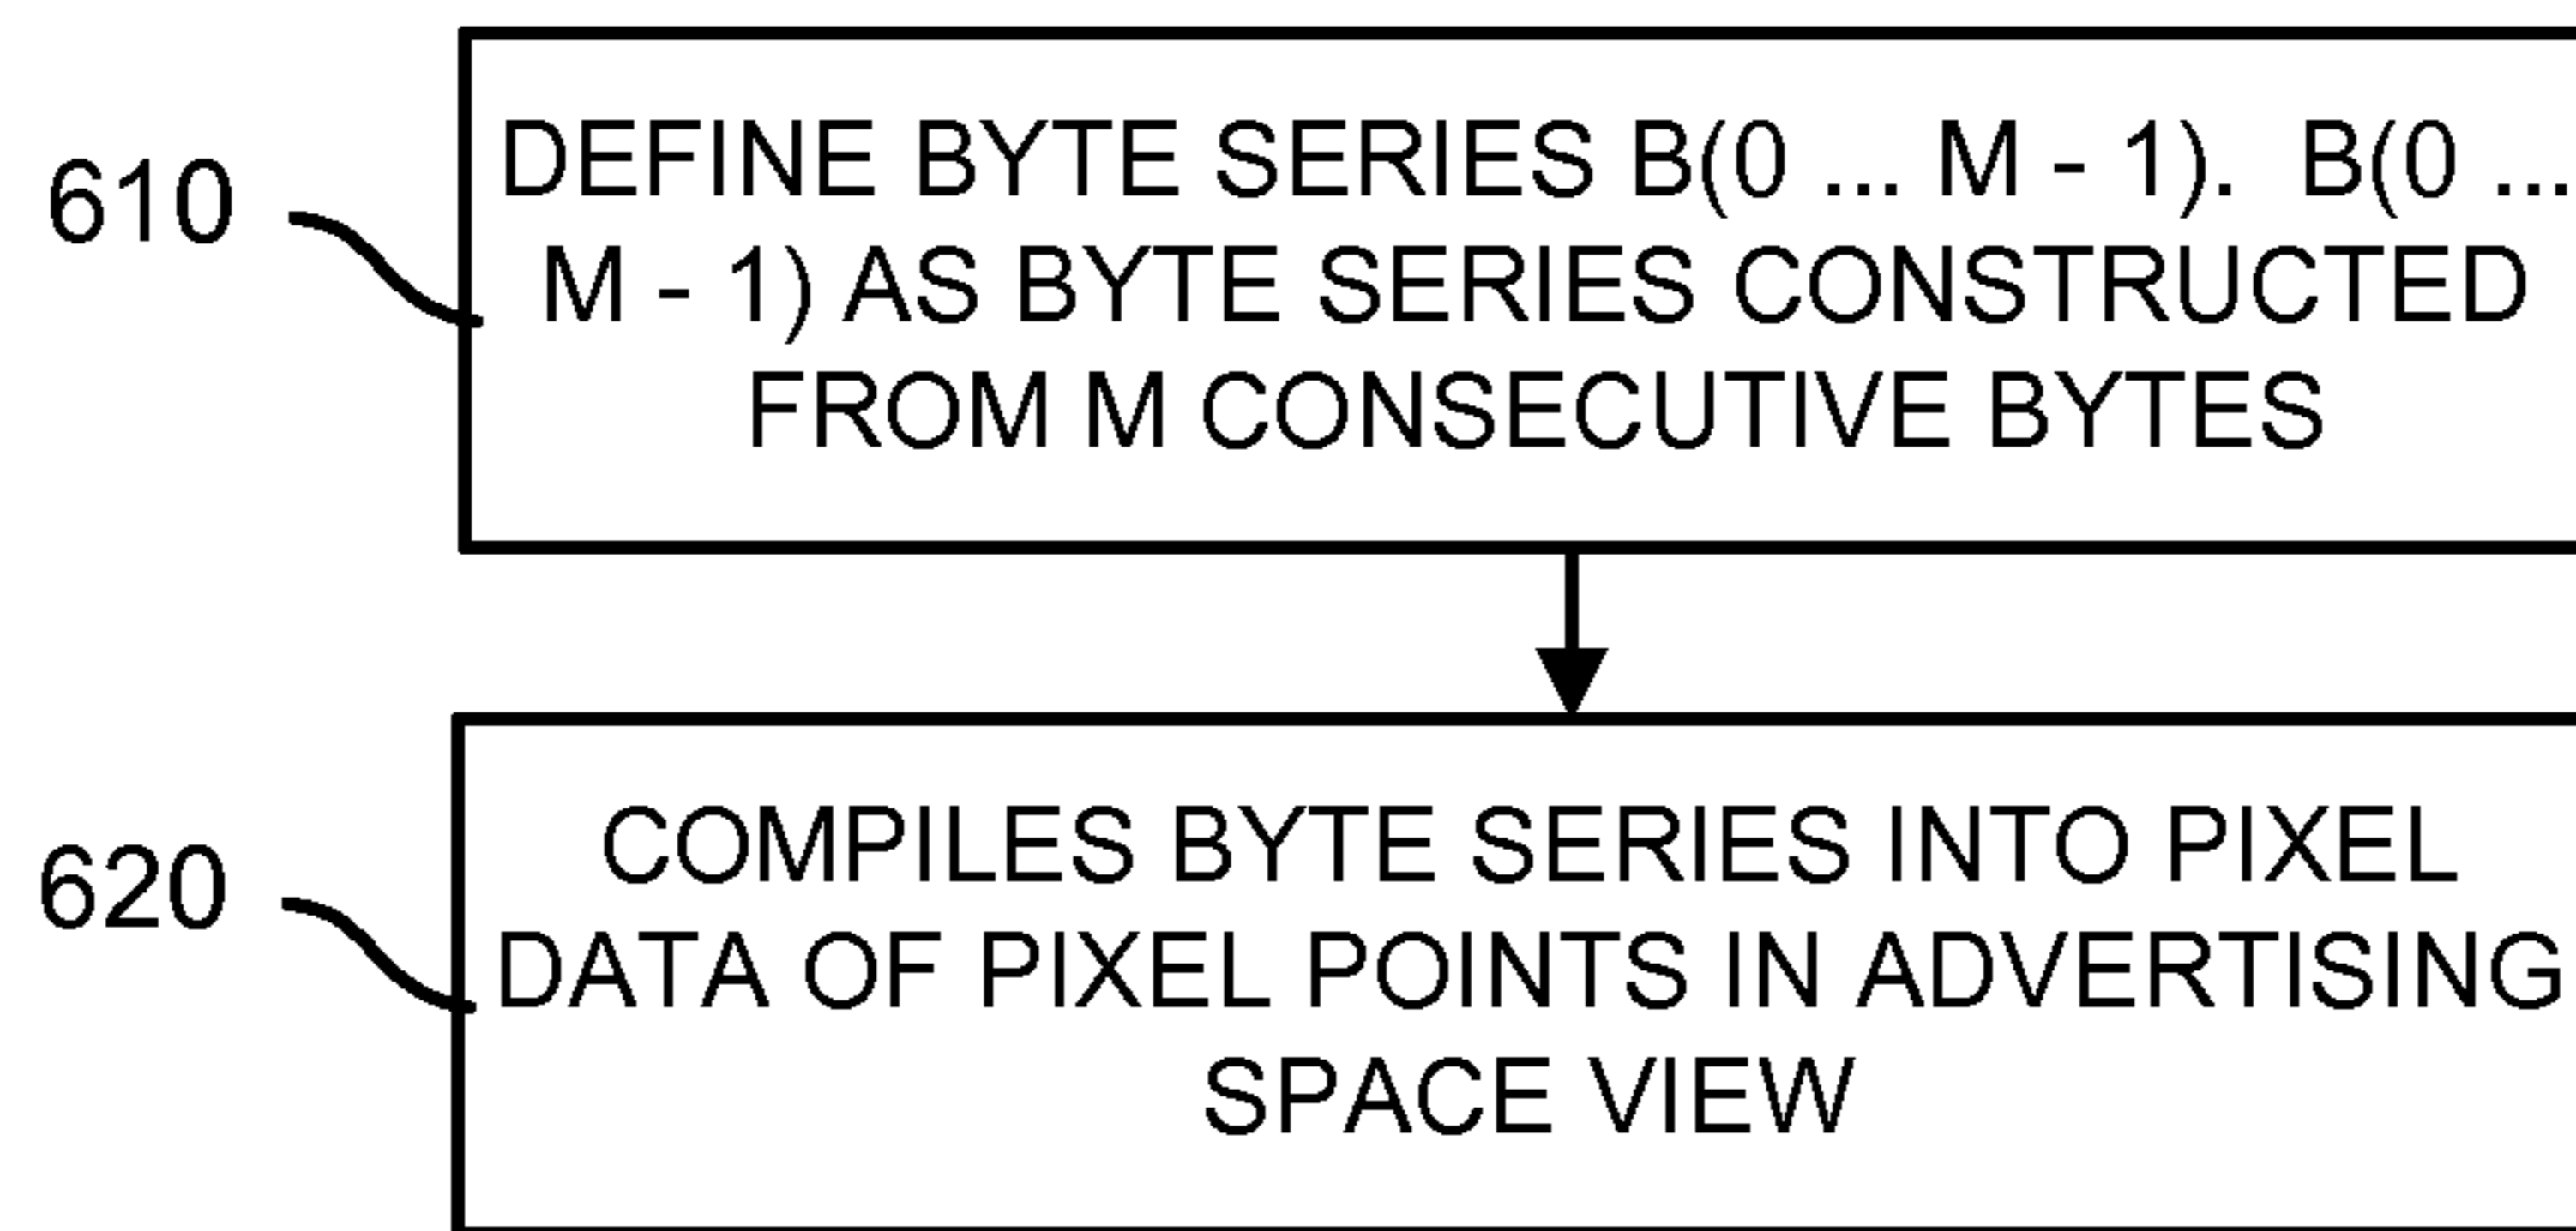 610
DEFINE BYTE SERIES B(0 ... M - 1).  B(0 ...
M - 1) AS BYTE SERIES CONSTRUCTED
FROM M CONSECUTIVE BYTES
620
COMPILES BYTE SERIES INTO PIXEL
DATA OF PIXEL POINTS IN ADVERTISING
SPACE VIEW